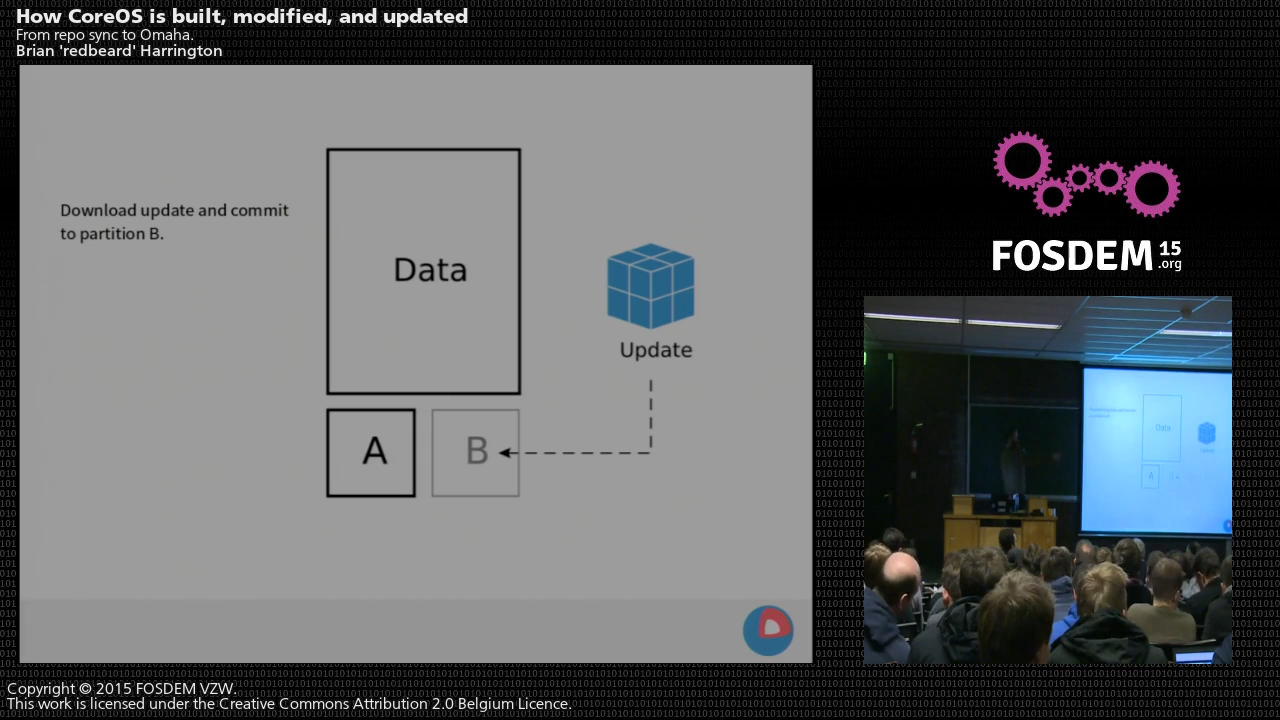 How CoreOS is built, modified, and updated
From repo sync to Omaha.
Brian 'redbeard' Harrington
Download update and commit
to partition B.
Data
Update
A
B
FOSDEM 15
.org
Data
A
Copyright © 2015 FOSDEM VZW.
This work is licensed under the Creative Commons Attribution 2.0 Belgium Licence.